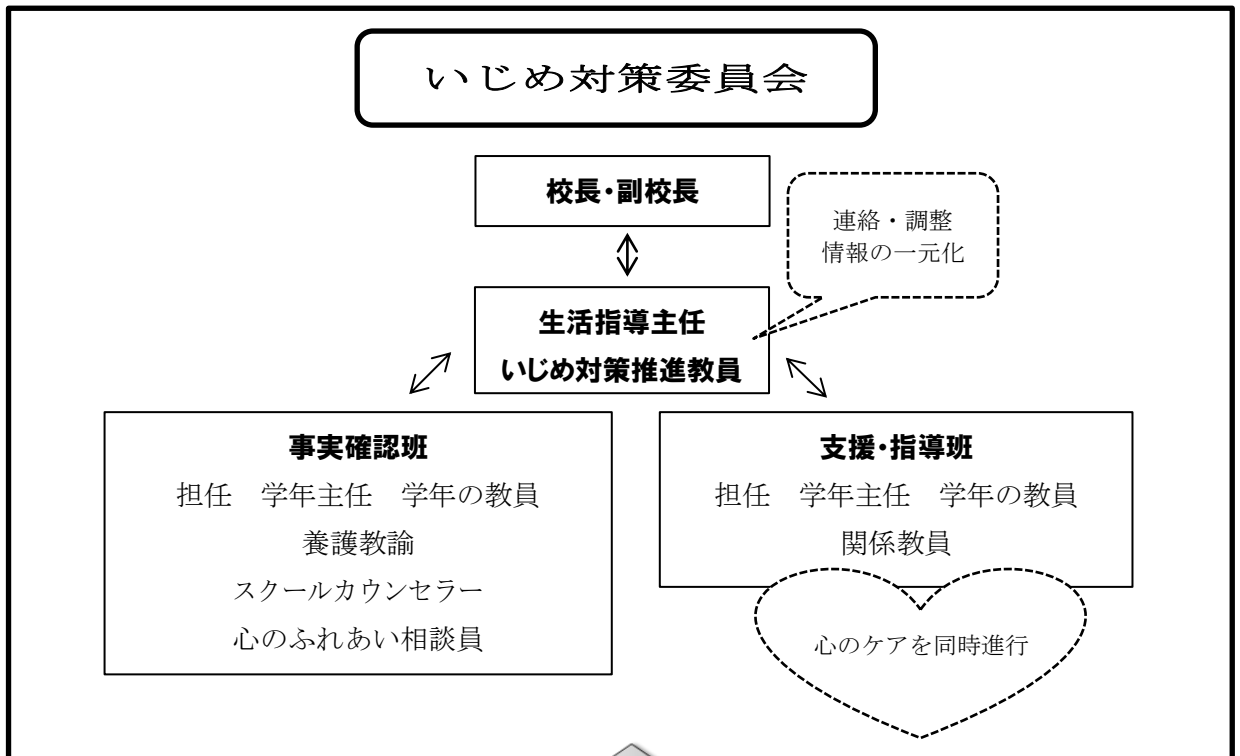 いじめ対策委員会
校長・副校長
連絡・調整
情報の一元化
生活指導主任
いじめ対策推進教員
事実確認班
担任　学年主任　学年の教員
養護教諭
スクールカウンセラー
心のふれあい相談員
支援・指導班
担任　学年主任　学年の教員
関係教員
心のケアを同時進行